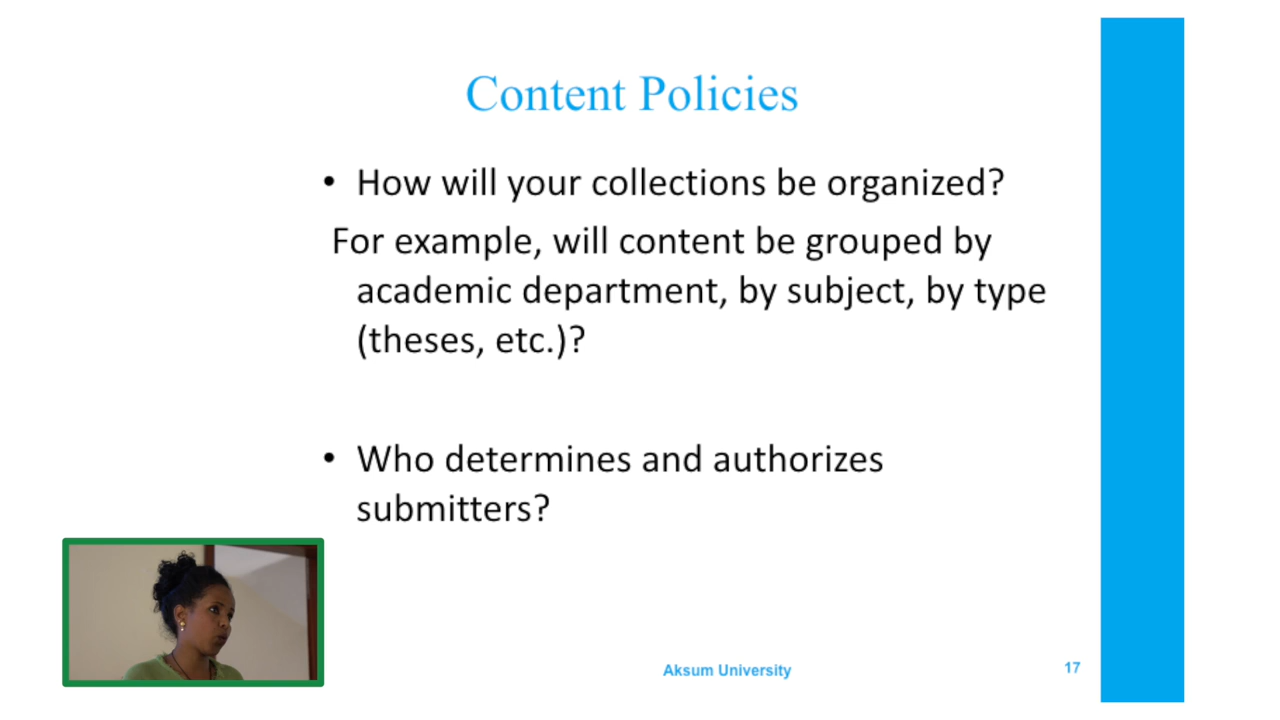 Content Policies
• How will your collections be organized?
For example, will content be grouped by
academic department, by subject, by type
(theses, etc.)?
• Who determines and authorizes
submitters?
Aksum University
17